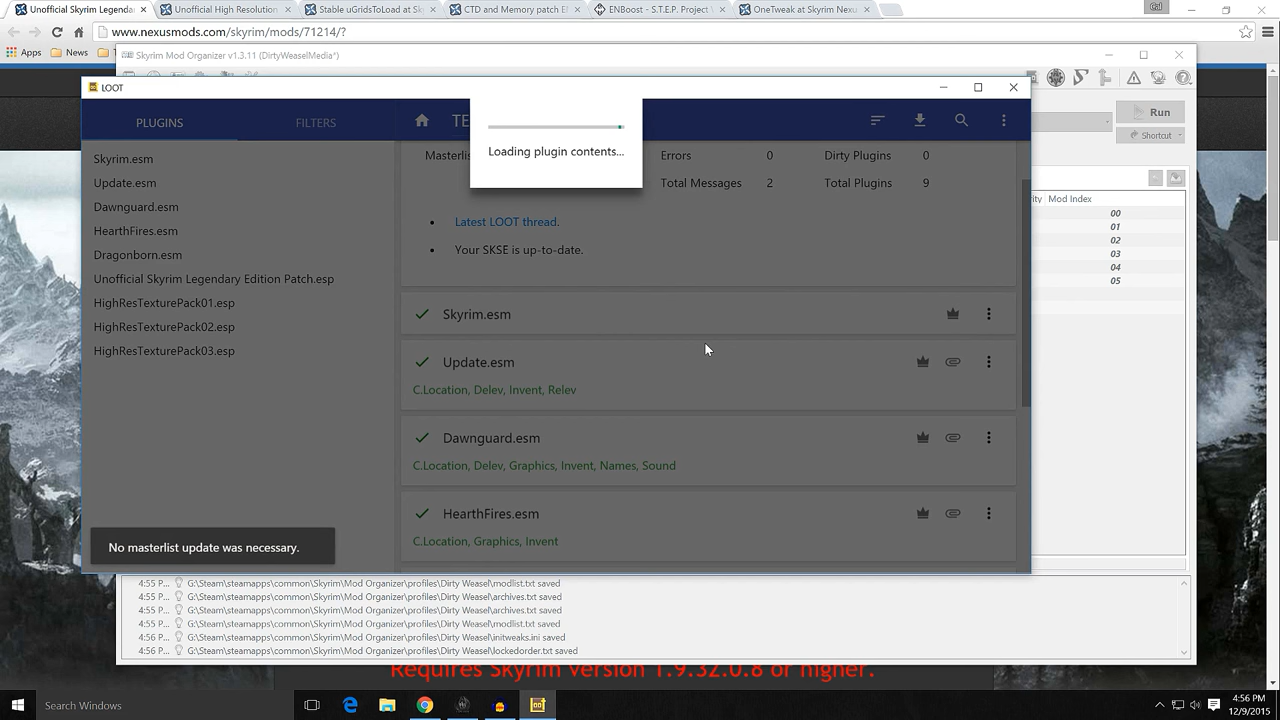 Unofficial Skyrim Legendary
Unofficial High Resolution
Stable uGridsToLoad at Sk
CTD and Memory patch E
ENBoost - S.T.E.P. Project
OneTweak at Skyrim Nexu
www.nexusmods.com/skyrim/mods/71214/?
Apps
News
Skyrim Mod Organizer v1.3.11 (DirtyWeaselMedia*)
LOOT
PLUGINS
FILTERS
TE
Run
Shortcut
Loading plugin contents...
Skyrim.esm
Update.esm
Dawnguard.esm
HearthFires.esm
Dragonborn.esm
Unofficial Skyrim Legendary Edition Patch.esp
HighResTexturePack01.esp
HighResTexturePack02.esp
HighResTexturePack03.esp
Masterlis
Errors 0
Dirty Plugins 0
Total Messages 2
Total Plugins 9
Latest LOOT thread.
Your SKSE is up-to-date.
Skyrim.esm
Update.esm
C.Location, Delev, Invent, Relev
Dawnguard.esm
C.Location, Delev, Graphics, Invent, Names, Sound
HearthFires.esm
C.Location, Graphics, Invent
No masterlist update was necessary.
ity Mod Index
00
01
02
03
04
05
4:55 P... G:\Steam\steamapps\common\Skyrim\Mod Organizer\profiles\Dirty Weasel\modlist.txt saved
4:55 P... G:\Steam\steamapps\common\Skyrim\Mod Organizer\profiles\Dirty Weasel\archives.txt saved
4:55 P... G:\Steam\steamapps\common\Skyrim\Mod Organizer\profiles\Dirty Weasel\archives.txt saved
4:55 P... G:\Steam\steamapps\common\Skyrim\Mod Organizer\profiles\Dirty Weasel\modlist.txt saved
4:56 P... G:\Steam\steamapps\common\Skyrim\Mod Organizer\profiles\Dirty Weasel\initweaks.ini saved
4:56 P... G:\Steam\steamapps\common\Skyrim\Mod Organizer\profiles\Dirty Weasel\lockedorder.txt saved
Requires Skyrim version 1.9.32.0.8 or higher.
Search Windows
4:56 PM
12/9/2015